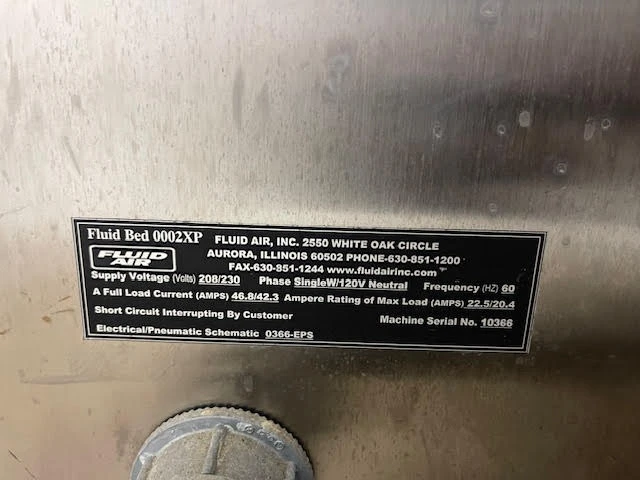 Fluid Bed 0002XP
FLUID AIR
FLUID AIR, INC. 2550 WHITE OAK CIRCLE
AURORA, ILLINOIS 60502 PHONE-630-851-1200
FAX-630-851-1244 www.fluidairinc.com
Supply Voltage (Volts) 208/230 Phase SingleW/120V Neutral Frequency (HZ) 60
A Full Load Current (AMPS) 46.8/42.3 Ampere Rating of Max Load (AMPS) 22.5/20.4
Short Circuit Interrupting By Customer Machine Serial No. 10366
Electrical/Pneumatic Schematic 0366-EPS